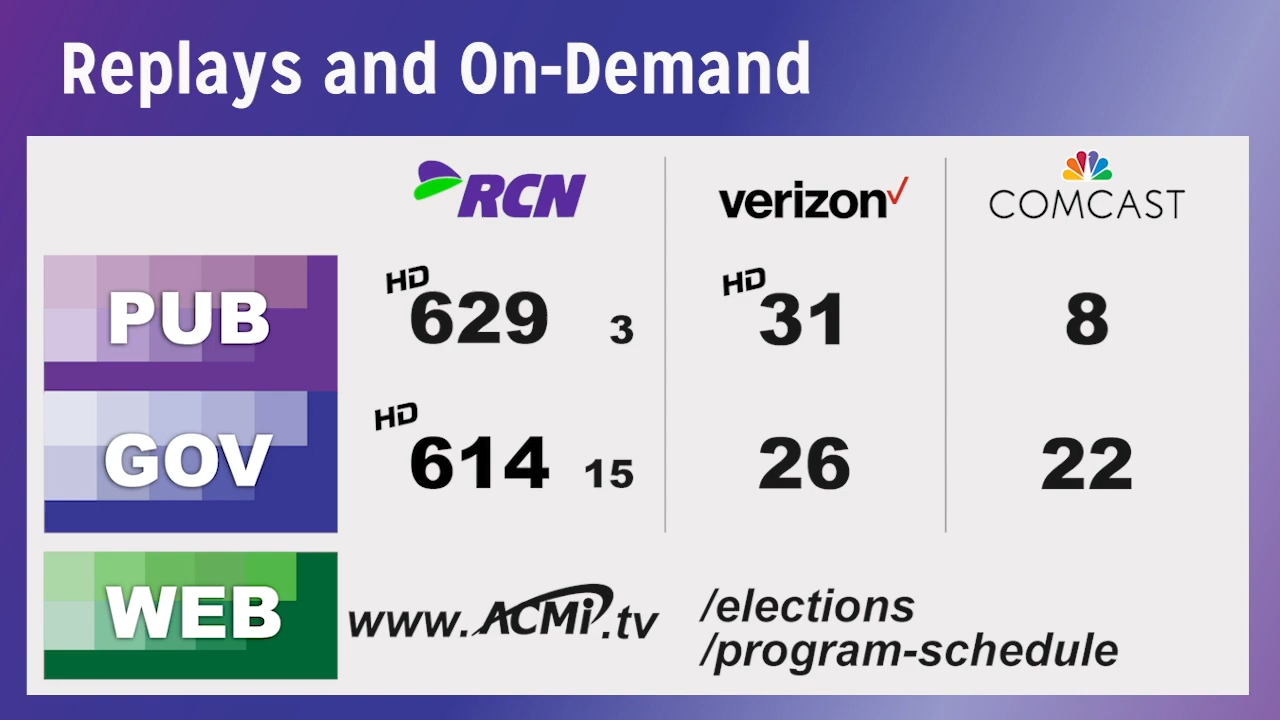 Replays and On-Demand
RCN verizon COMCAST
PUB HD 629 3 HD 31 8
GOV HD 614 15 26 22
WEB www.ACMi.tv /elections
/program-schedule